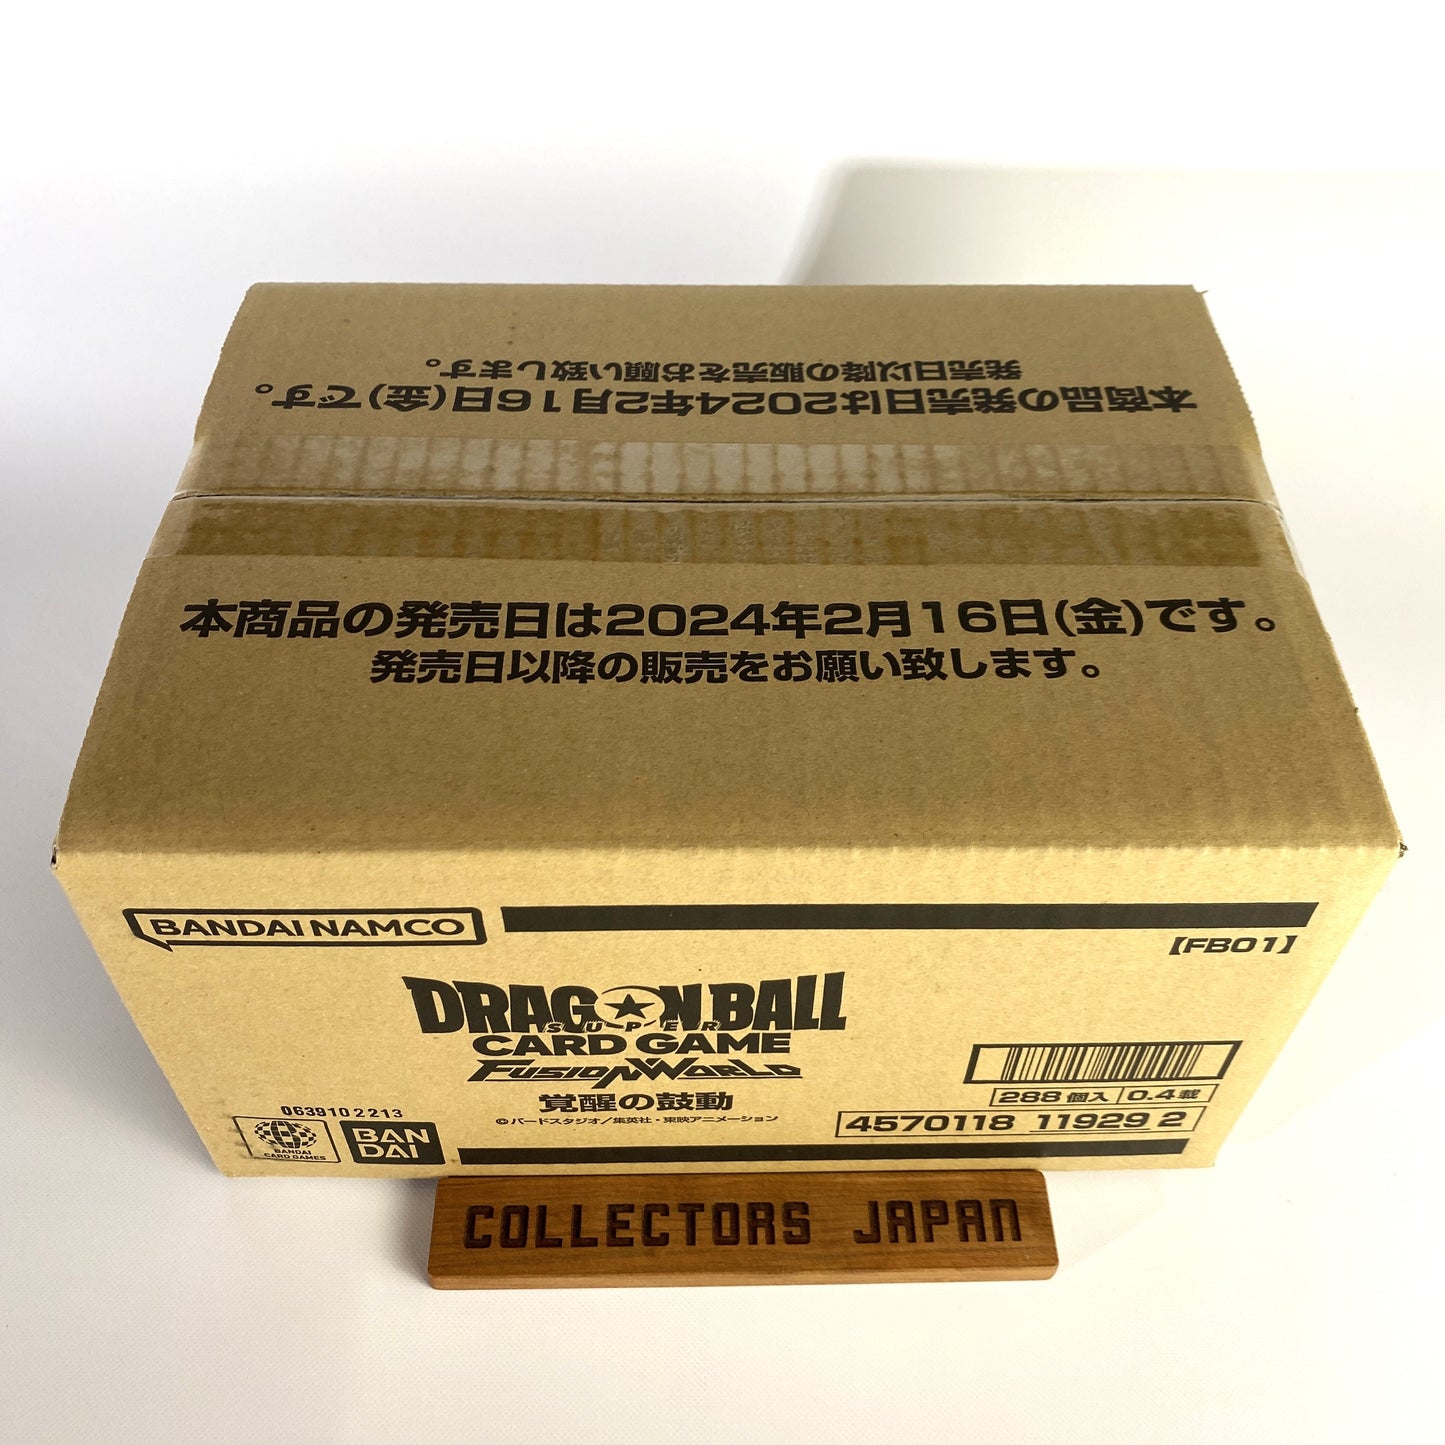 発売日以降の販売をお願い致します。
本商品の発売日は2024年2月16日(金)です。
本商品の発売日は2024年2月16日(金)です。
発売日以降の販売をお願い致します。
BANDAI NAMCO
【FB01】
DRAGON BALL
SUPER
CARD GAME
FUSION WORLD
覚醒の鼓動
©バードスタジオ/集英社・東映アニメーション
288個入 0.4才
4570118 11929 2
0639102213
BANDAI
CARD GAMES
BAN
DAI
COLLECTORS JAPAN